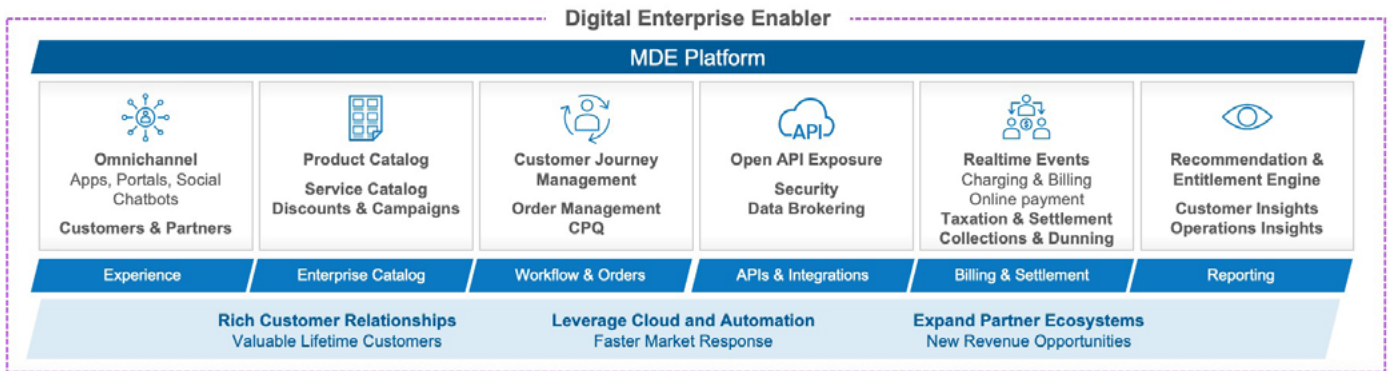 Digital Enterprise Enabler
MDE Platform
Omnichannel
Apps, Portals, Social
Chatbots
Customers & Partners
Product Catalog
Service Catalog
Discounts & Campaigns
Customer Journey
Management
Order Management
CPQ
API
Open API Exposure
Security
Data Brokering
$
Realtime Events
Charging & Billing
Online payment
Taxation & Settlement
Collections & Dunning
Recommendation &
Entitlement Engine
Customer Insights
Operations Insights
Experience
Enterprise Catalog
Workflow & Orders
APIs & Integrations
Billing & Settlement
Reporting
Rich Customer Relationships
Valuable Lifetime Customers
Leverage Cloud and Automation
Faster Market Response
Expand Partner Ecosystems
New Revenue Opportunities